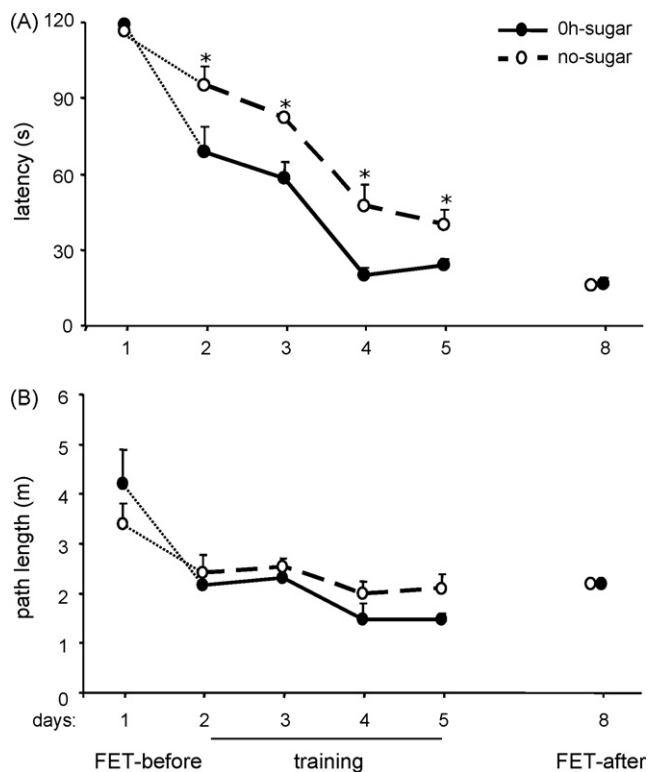 (A)
120
0h-sugar
no-sugar
*
*
90
latency (s)
60
*
*
30
0
1 2 3 4 5 8
(B)
6
5
path length (m)
4
3
2
1
0
days: 1 2 3 4 5 8
FET-before training FET-after